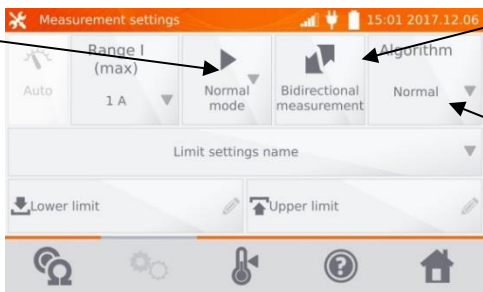 Measurement settings 15:01 2017.12.06
Auto
Range I
(max)
1 A
Normal
mode
Bidirectional
measurement
Algorithm
Normal
Limit settings name
Lower limit
Upper limit